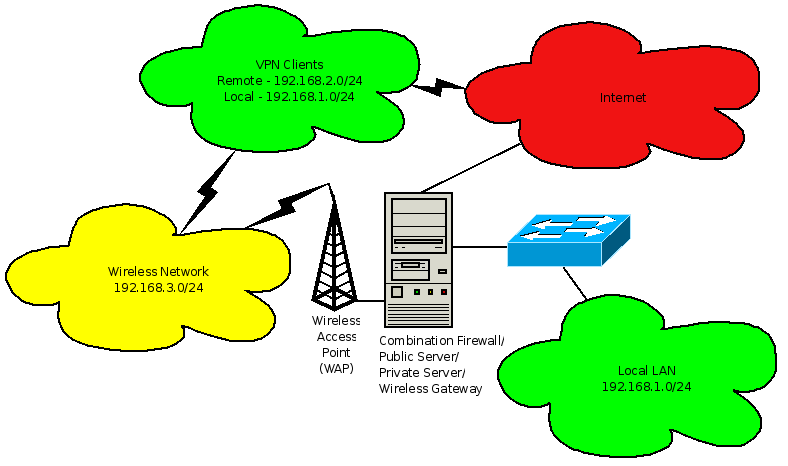 VPN Clients
Remote - 192.168.2.0/24
Local - 192.168.1.0/24
Internet
Wireless Network
192.168.3.0/24
Wireless
Access
Point
(WAP)
Combination Firewall/
Public Server/
Private Server/
Wireless Gateway
Local LAN
192.168.1.0/24